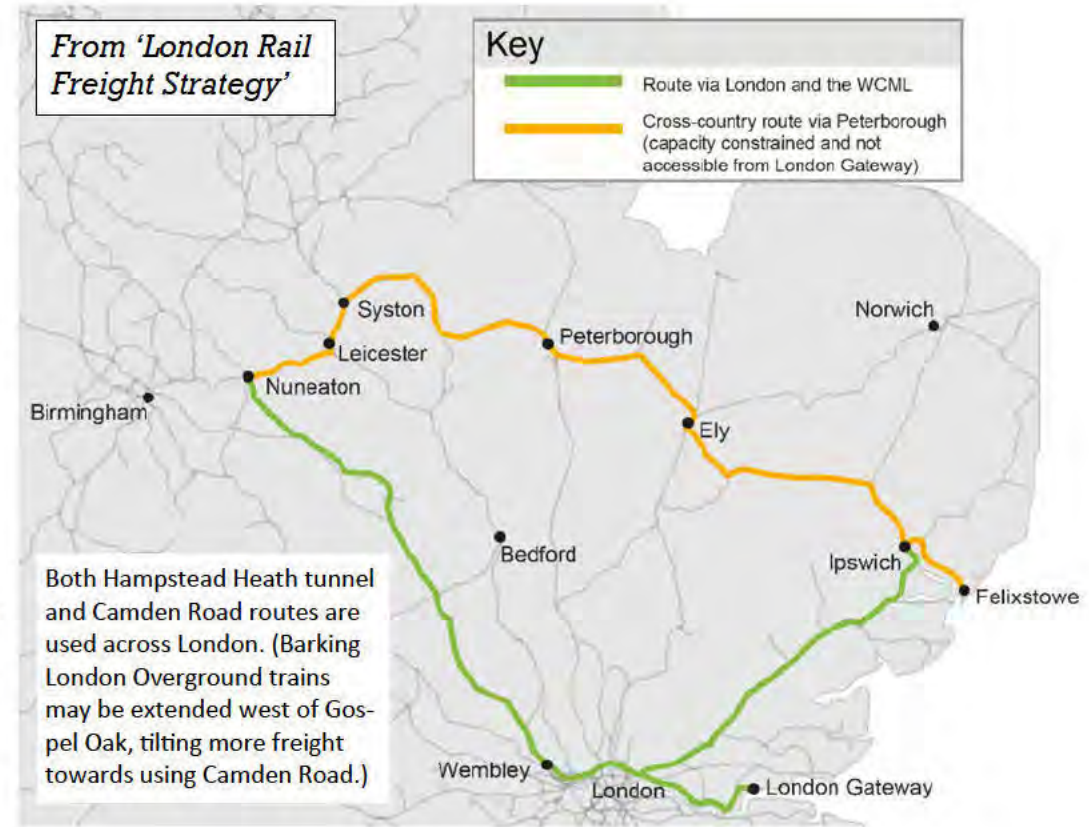 From ‘London Rail
Freight Strategy’
Key
Route via London and the WCML
Cross-country route via Peterborough
(capacity constrained and not
accessible from London Gateway)
Syston
Norwich
Peterborough
Leicester
Nuneaton
Birmingham
Ely
Bedford
Ipswich
Felixstowe
Both Hampstead Heath tunnel
and Camden Road routes are
used across London. (Barking
London Overground trains
may be extended west of Gos-
pel Oak, tilting more freight
towards using Camden Road.)
Wembley
London
London Gateway